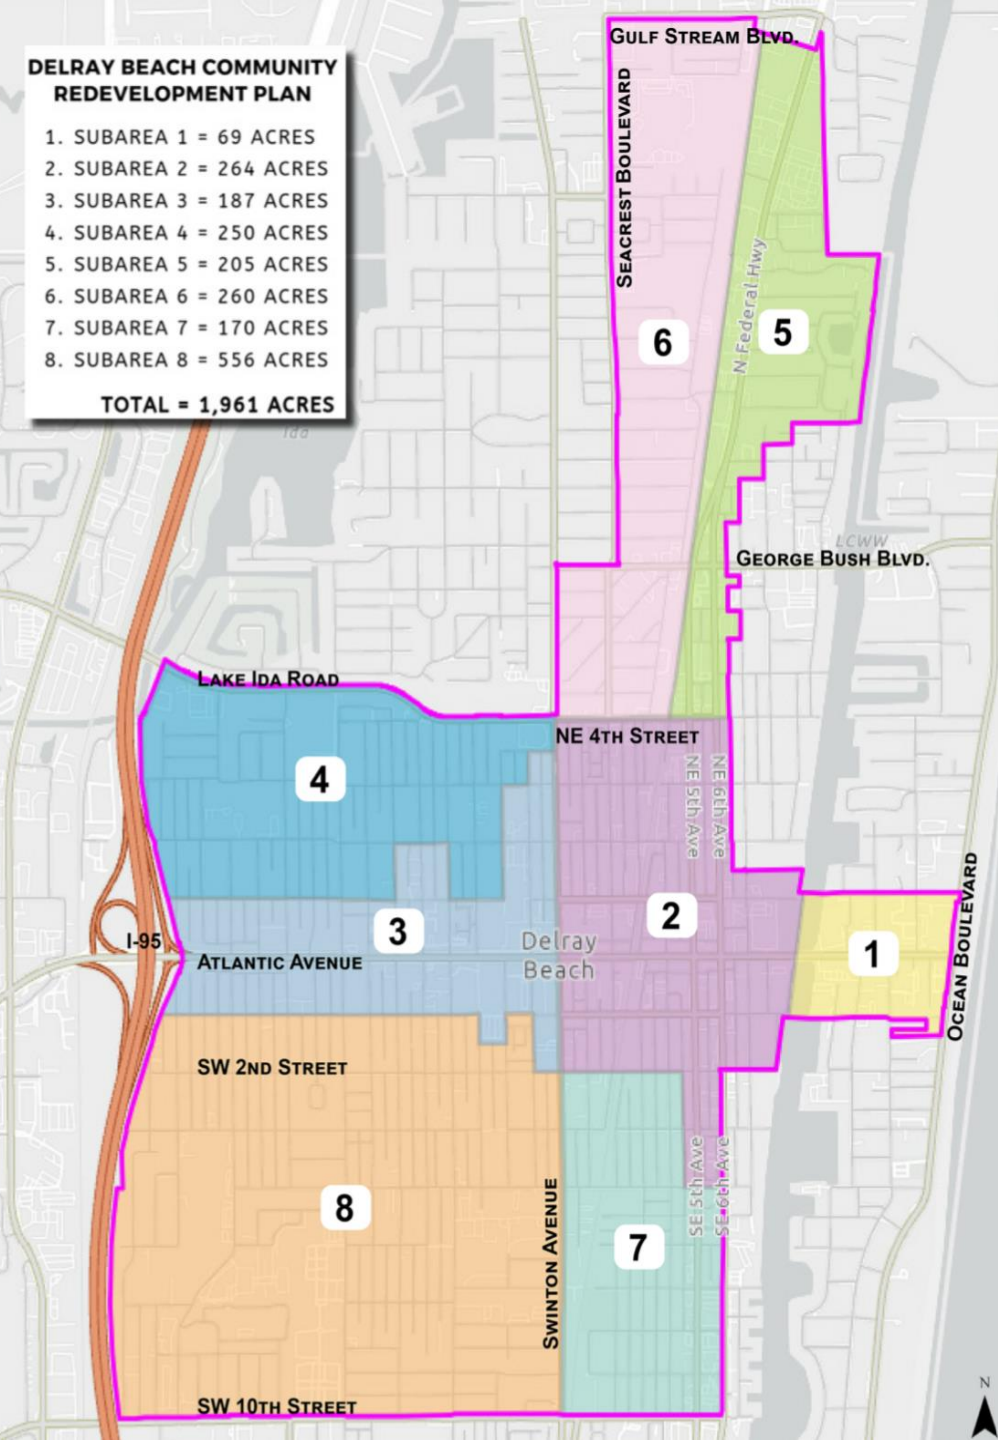 DELRAY BEACH COMMUNITY
REDEVELOPMENT PLAN
1. SUBAREA 1 = 69 ACRES
2. SUBAREA 2 = 264 ACRES
3. SUBAREA 3 = 187 ACRES
4. SUBAREA 4 = 250 ACRES
5. SUBAREA 5 = 205 ACRES
6. SUBAREA 6 = 260 ACRES
7. SUBAREA 7 = 170 ACRES
8. SUBAREA 8 = 556 ACRES
TOTAL = 1,961 ACRES
GULF STREAM BLVD.
SEACREST BOULEVARD
N Federal Hwy
6
5
Ida
LCWW
GEORGE BUSH BLVD.
LAKE IDA ROAD
NE 4TH STREET
NE 5th Ave
NE 6th Ave
4
2
3
1
I-95
Delray
Beach
ATLANTIC AVENUE
OCEAN BOULEVARD
SW 2ND STREET
SE 5th Ave
SE 6th Ave
8
7
SWINTON AVENUE
SW 10TH STREET
N